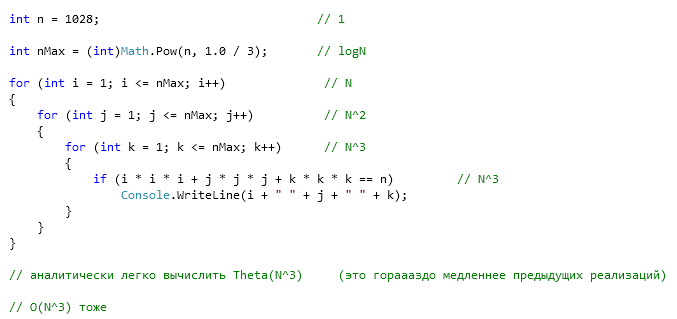 int n = 1028; // 1
int nMax = (int)Math.Pow(n, 1.0 / 3); // logN
for (int i = 1; i <= nMax; i++) // N
{
for (int j = 1; j <= nMax; j++) // N^2
{
for (int k = 1; k <= nMax; k++) // N^3
{
if (i * i * i + j * j * j + k * k * k == n) // N^3
Console.WriteLine(i + " " + j + " " + k);
}
}
}
// аналитически легко вычислить Theta(N^3) (это гораааздо медленнее предыдущих реализаций)
// O(N^3) тоже